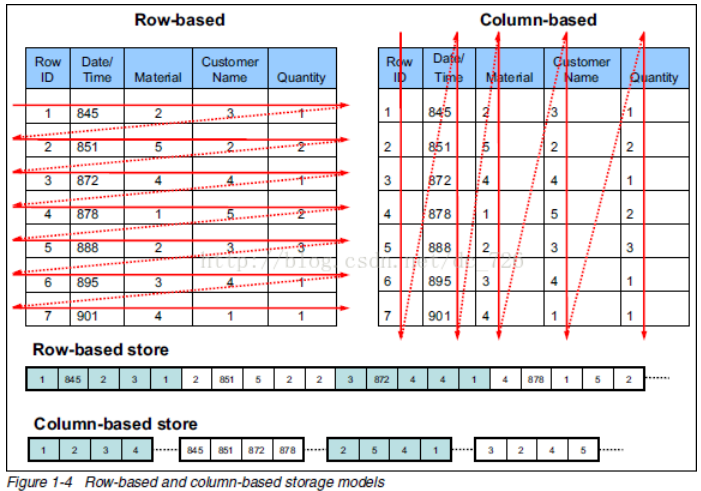 Row-based
Row ID Date/ Time Material Customer Name Quantity
1 845 2 3 1
2 851 5 2 2
3 872 4 4 1
4 878 1 5 2
5 888 2 3 3
6 895 3 4 1
7 901 4 1 1
Column-based
Row ID Date/ Time Material Customer Name Quantity
1 845 2 3 1
2 851 5 2 2
3 872 4 4 1
4 878 1 5 2
5 888 2 3 3
6 895 3 4 1
7 901 4 1 1
Row-based store
1 845 2 3 1 2 851 5 2 2 3 872 4 4 1 4 878 1 5 2
Column-based store
1 2 3 4 845 851 872 878 2 5 4 1 3 2 4 5
Figure 1-4 Row-based and column-based storage models